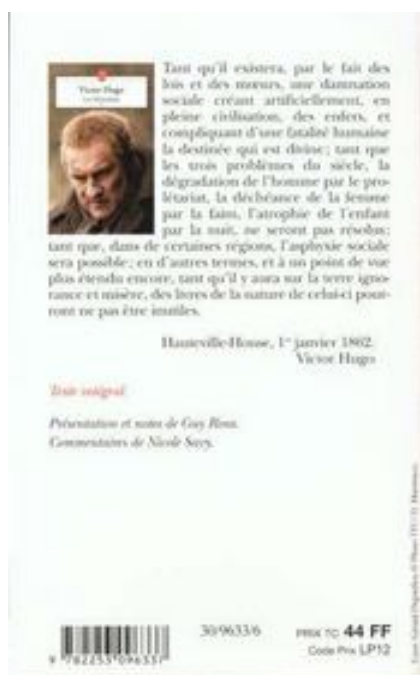 Victor Hugo
Les Misérables
Tant qu'il existera, par le fait des
lois et des mœurs, une damnation
sociale créant artificiellement, en
pleine civilisation, des enfers, et
compliquant d'une fatalité humaine
la destinée qui est divine; tant que
les trois problèmes du siècle, la
dégradation de l'homme par le pro-
létariat, la déchéance de la femme
par la faim, l'atrophie de l'enfant
par la nuit, ne seront pas résolus;
tant que, dans de certaines régions, l'asphyxie sociale
sera possible; en d'autres termes, et à un point de vue
plus étendu encore, tant qu'il y aura sur la terre igno-
rance et misère, des livres de la nature de celui-ci pour-
ront ne pas être inutiles.
Hauteville-House, 1er janvier 1862.
Victor Hugo
Texte intégral
Présentation et notes de Guy Rosa.
Commentaires de Nicole Savy.
30/9633/6
PRIX TC 44 FF
Code Prix LP12
9 782253 096337